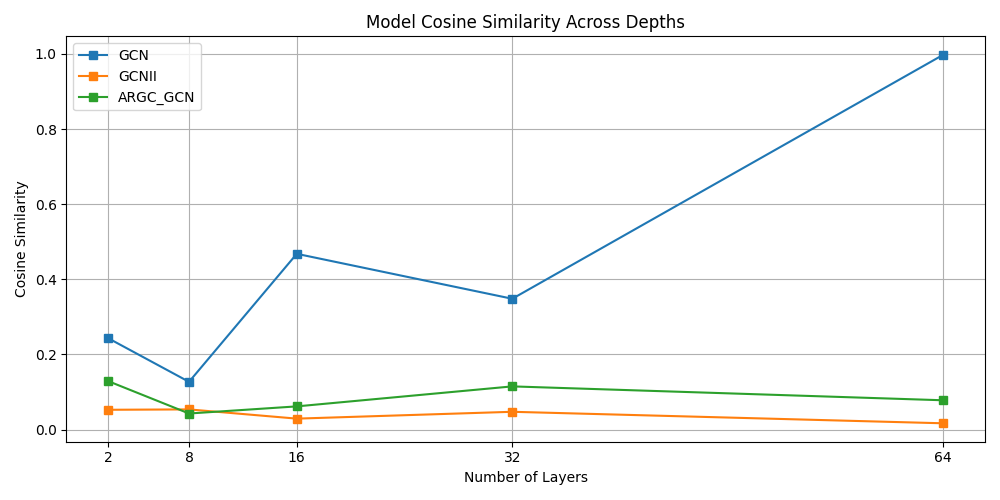 Model Cosine Similarity Across Depths
GCN
GCNII
ARGC_GCN
Cosine Similarity
1.0
0.8
0.6
0.4
0.2
0.0
2 8 16 32 64
Number of Layers